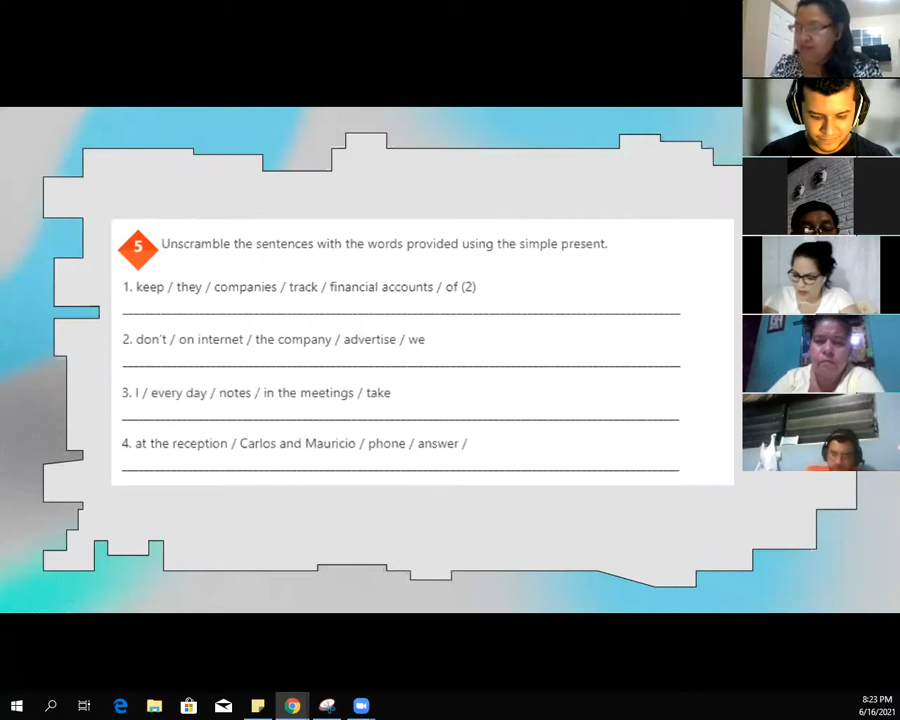 5 Unscramble the sentences with the words provided using the simple present.
1. keep / they / companies / track / financial accounts / of (2)
2. don't / on internet / the company / advertise / we
3. I / every day / notes / in the meetings / take
4. at the reception / Carlos and Mauricio / phone / answer /
8:23 PM
6/16/2021